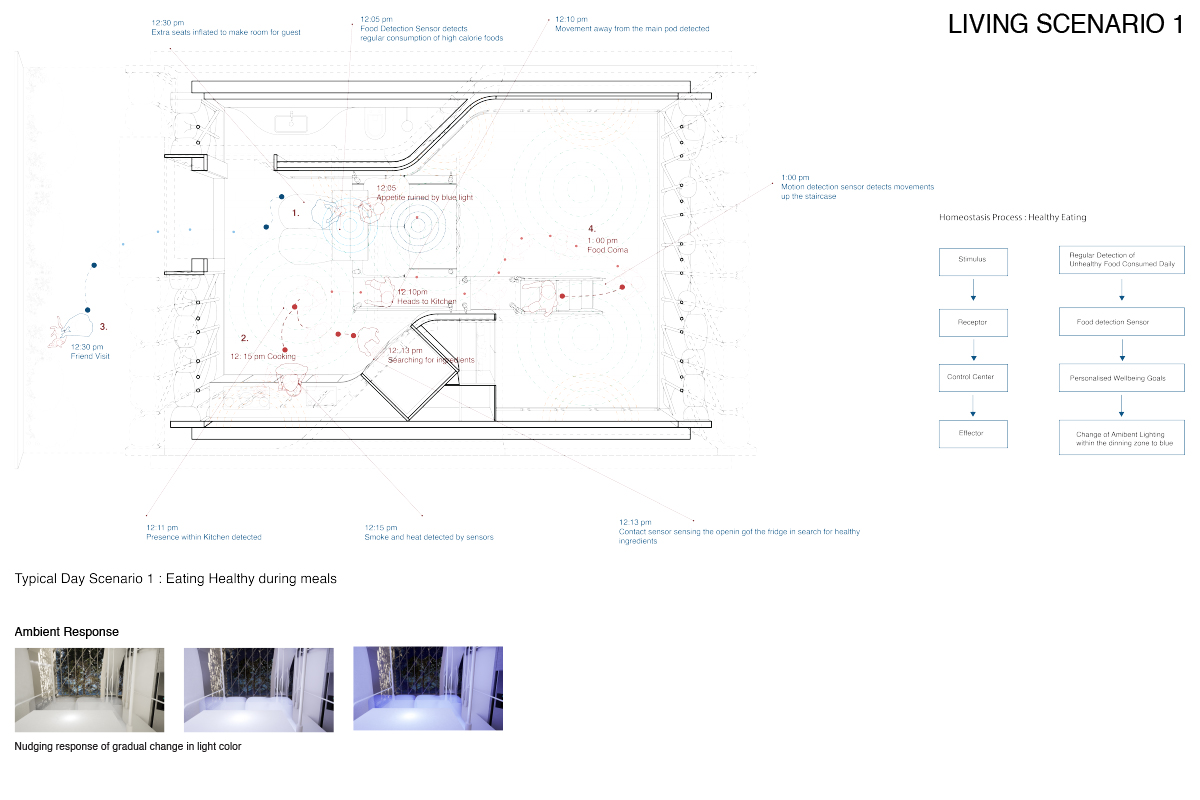 LIVING SCENARIO 1
12:30 pm
Extra seats inflated to make room for guest
12:05 pm
Food Detection Sensor detects
regular consumption of high calorie foods
12:10 pm
Movement away from the main pod detected
1:00 pm
Motion detection sensor detects movements
up the staircase
12:05
Appetite ruined by blue light
1.
4.
1: 00 pm
Food Coma
12:10pm
Heads to Kitchen
2.
12: 15 pm Cooking
12:.13 pm
Searching for ingredients
3.
12:30 pm
Friend Visit
Homeostasis Process : Healthy Eating
Stimulus
Receptor
Control Center
Effector
Regular Detection of
Unhealthy Food Consumed Daily
Food detection Sensor
Personalised Wellbeing Goals
Change of Amibent Lighting
within the dinning zone to blue
12:11 pm
Presence within Kitchen detected
12:15 pm
Smoke and heat detected by sensors
12.13 pm
Contact sensor sensing the openin got the fridge in search for healthy
ingredients
Typical Day Scenario 1 : Eating Healthy during meals
Ambient Response
Nudging response of gradual change in light color